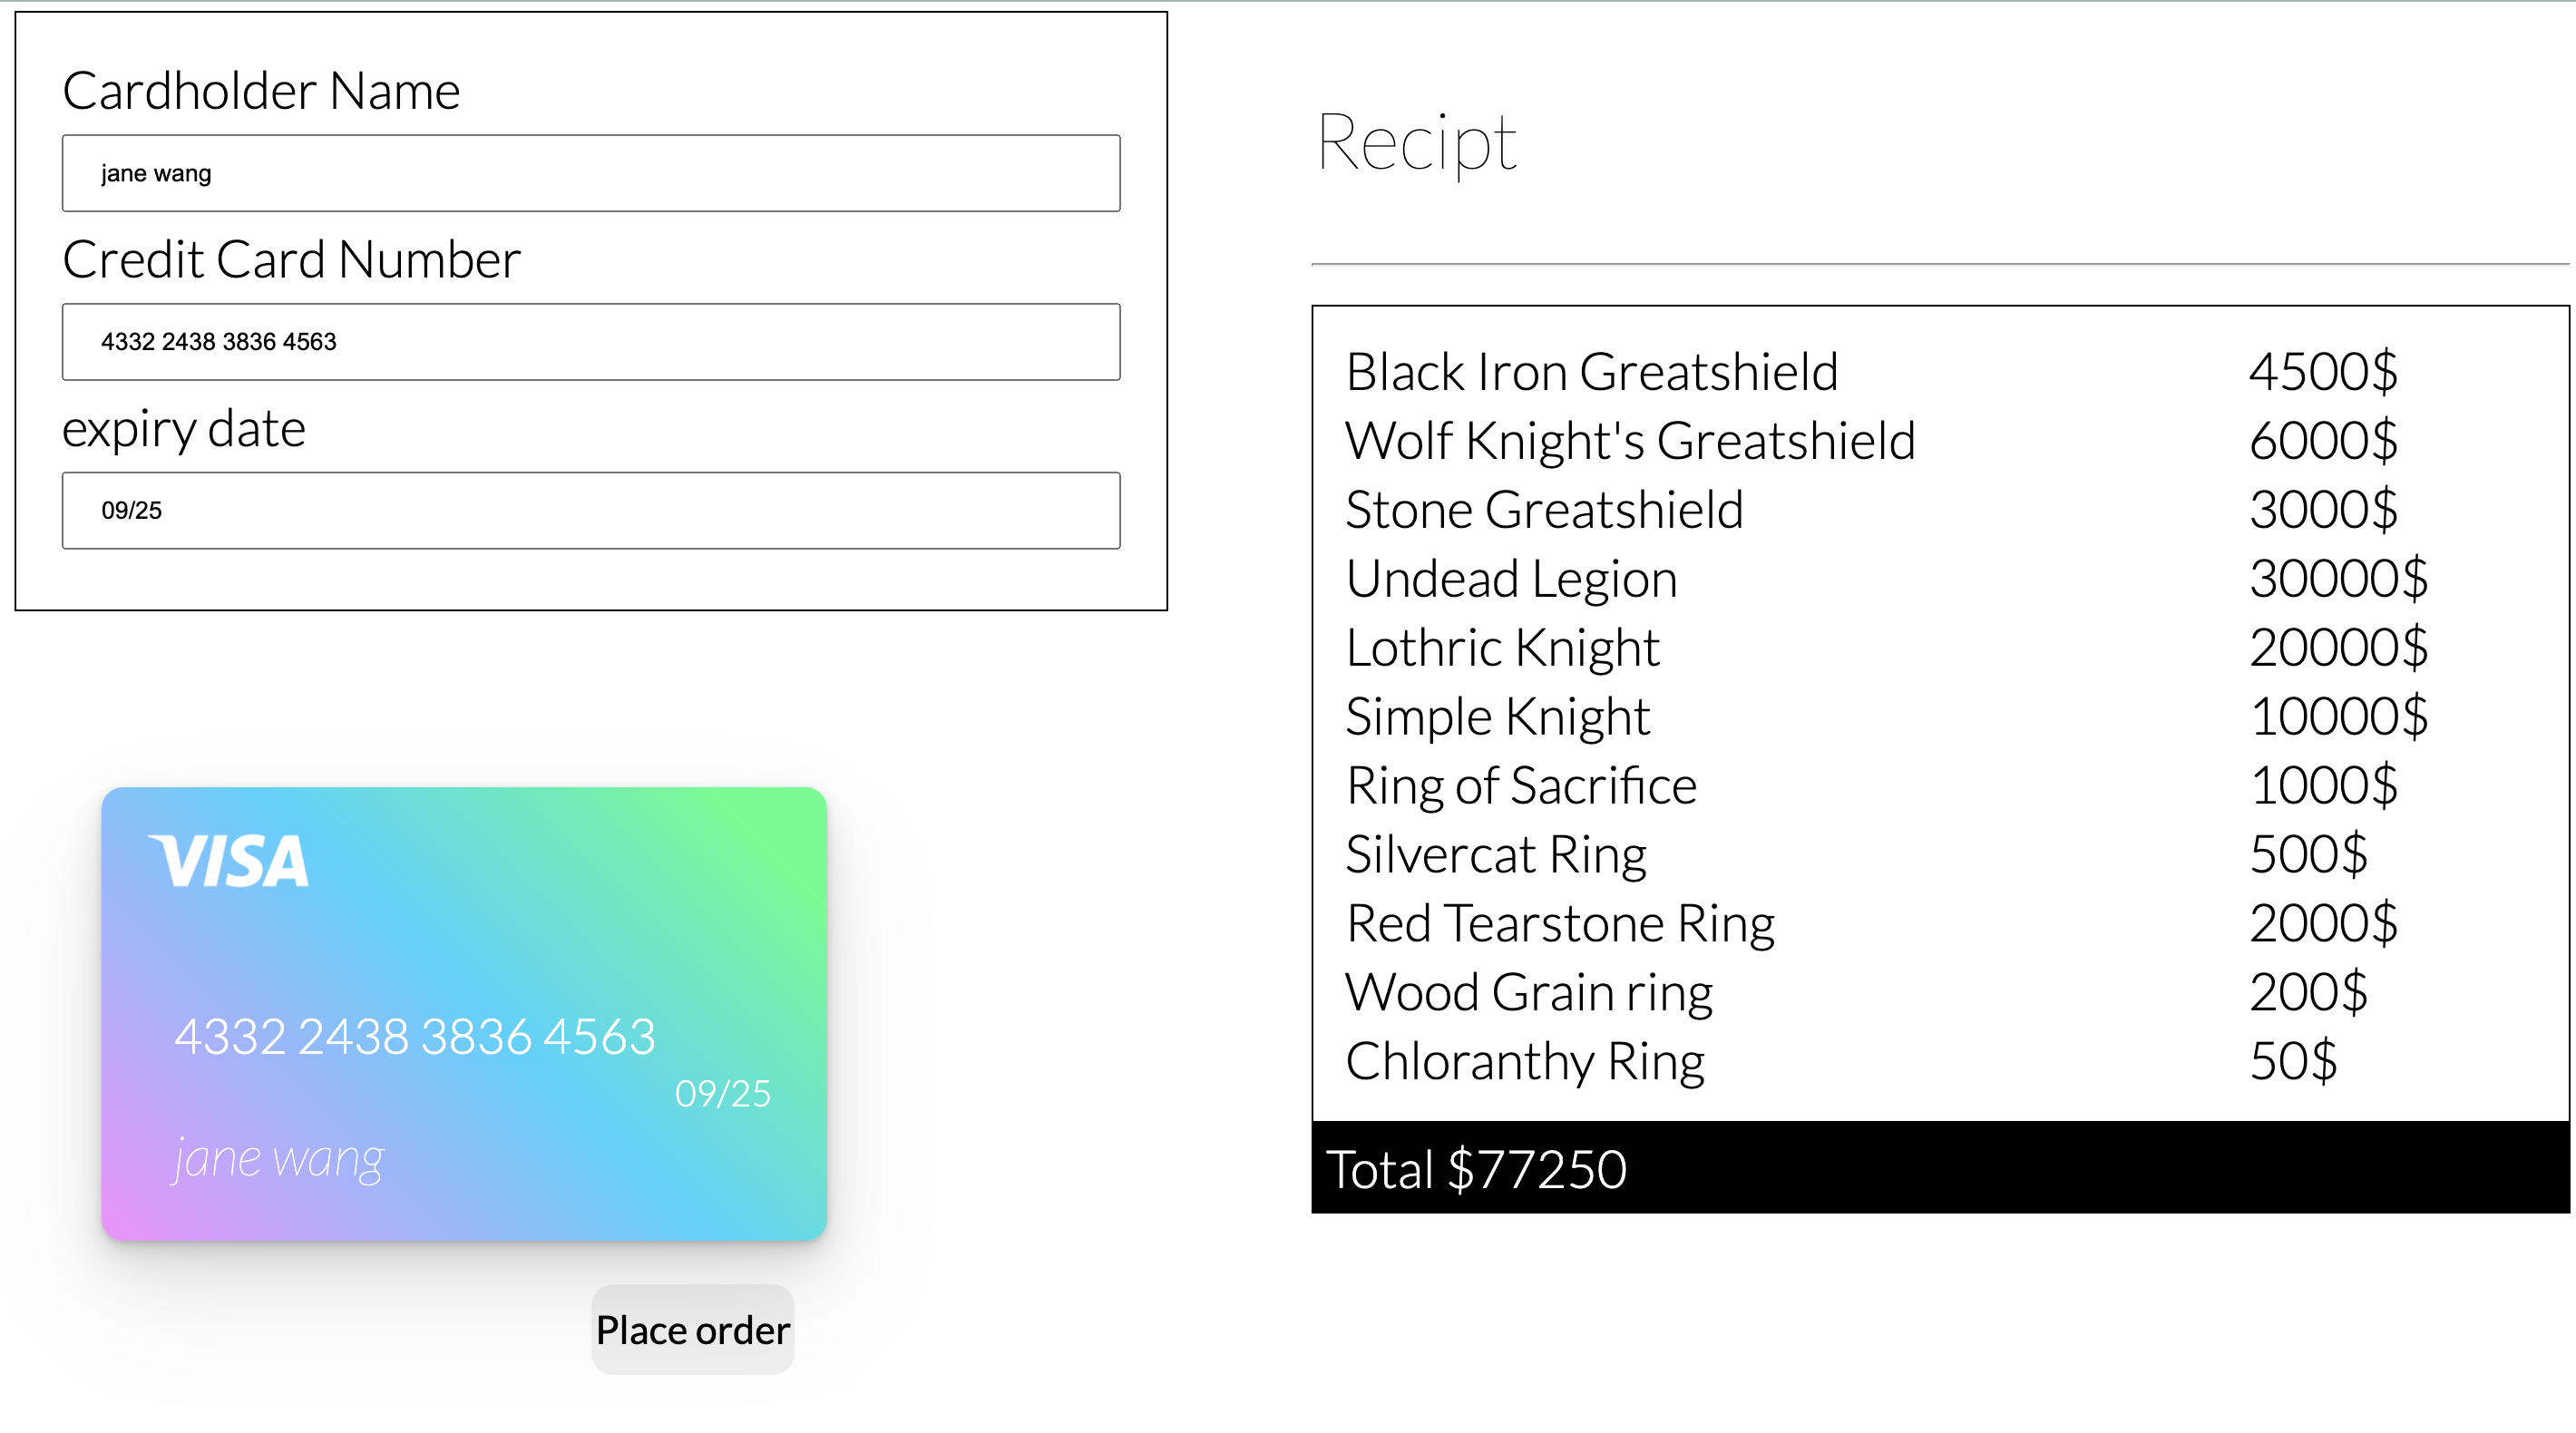 Cardholder Name
jane wang
Credit Card Number
4332 2438 3836 4563
expiry date
09/25
VISA
4332 2438 3836 4563
09/25
jane wang
Place order
Recipt
Black Iron Greatshield 4500$
Wolf Knight's Greatshield 6000$
Stone Greatshield 3000$
Undead Legion 30000$
Lothric Knight 20000$
Simple Knight 10000$
Ring of Sacrifice 1000$
Silvercat Ring 500$
Red Tearstone Ring 2000$
Wood Grain ring 200$
Chloranthy Ring 50$
Total $77250